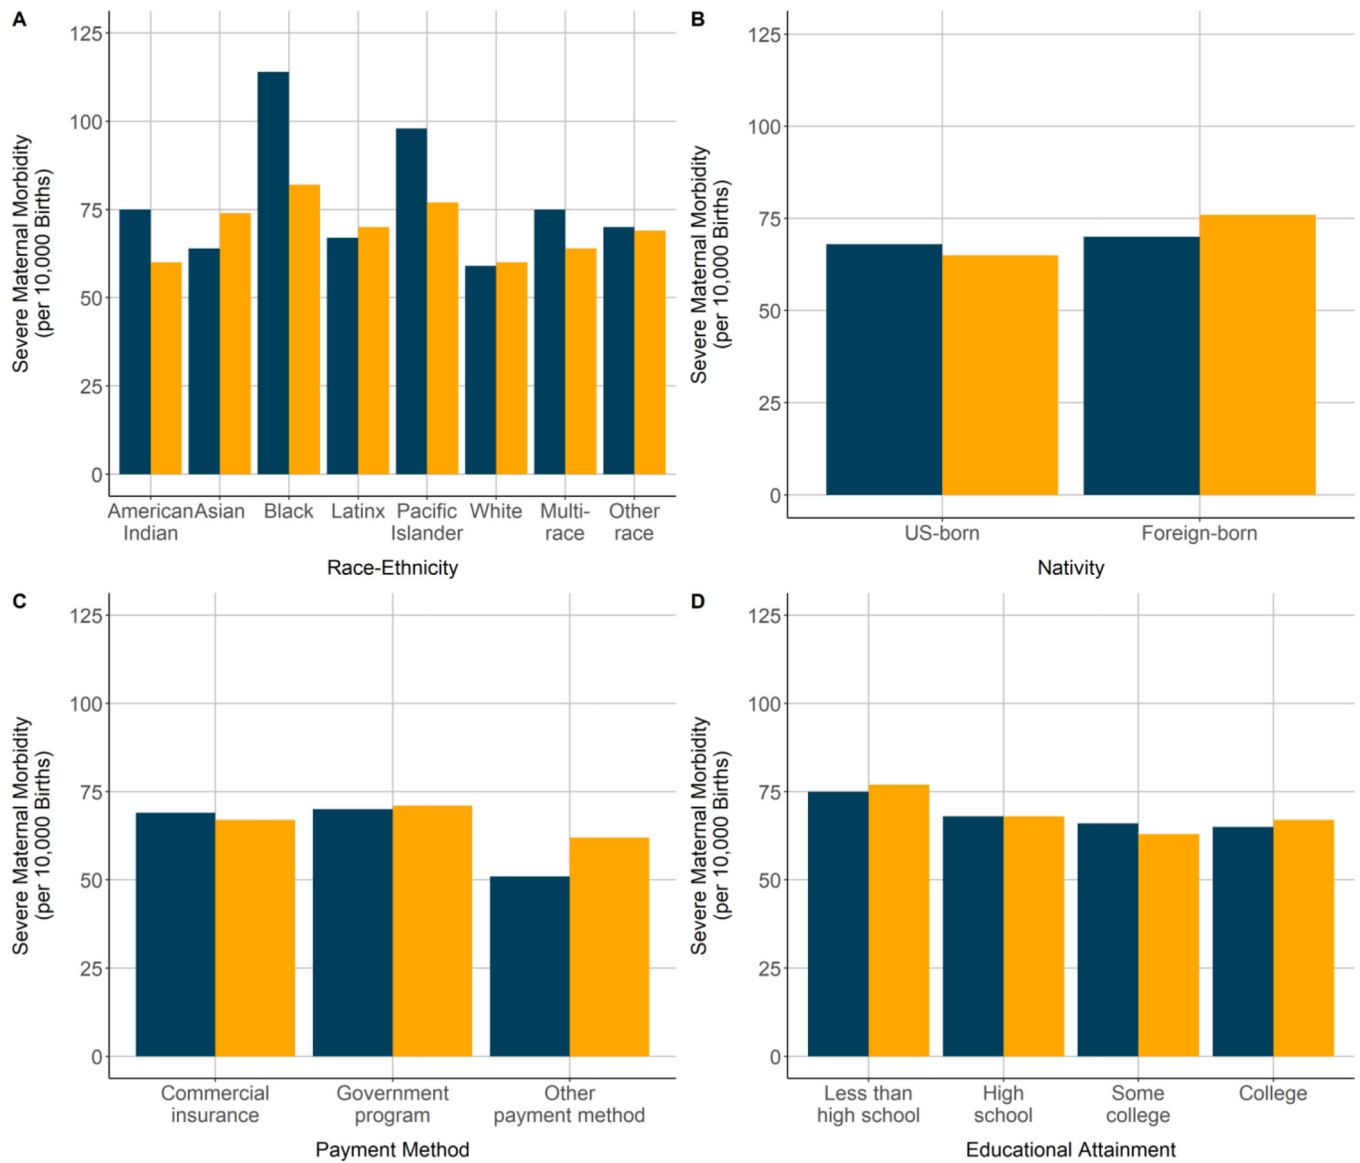 A
Severe Maternal Morbidity
(per 10,000 Births)
125
100
75
50
25
0
American Indian
Asian
Black
Latinx
Pacific Islander
White
Multi-
race
Other
race
Race-Ethnicity
B
Severe Maternal Morbidity
(per 10,000 Births)
125
100
75
50
25
0
US-born
Foreign-born
Nativity
C
Severe Maternal Morbidity
(per 10,000 Births)
125
100
75
50
25
0
Commercial
insurance
Government
program
Other
payment method
Payment Method
D
Severe Maternal Morbidity
(per 10,000 Births)
125
100
75
50
25
0
Less than
high school
High
school
Some
college
College
Educational Attainment